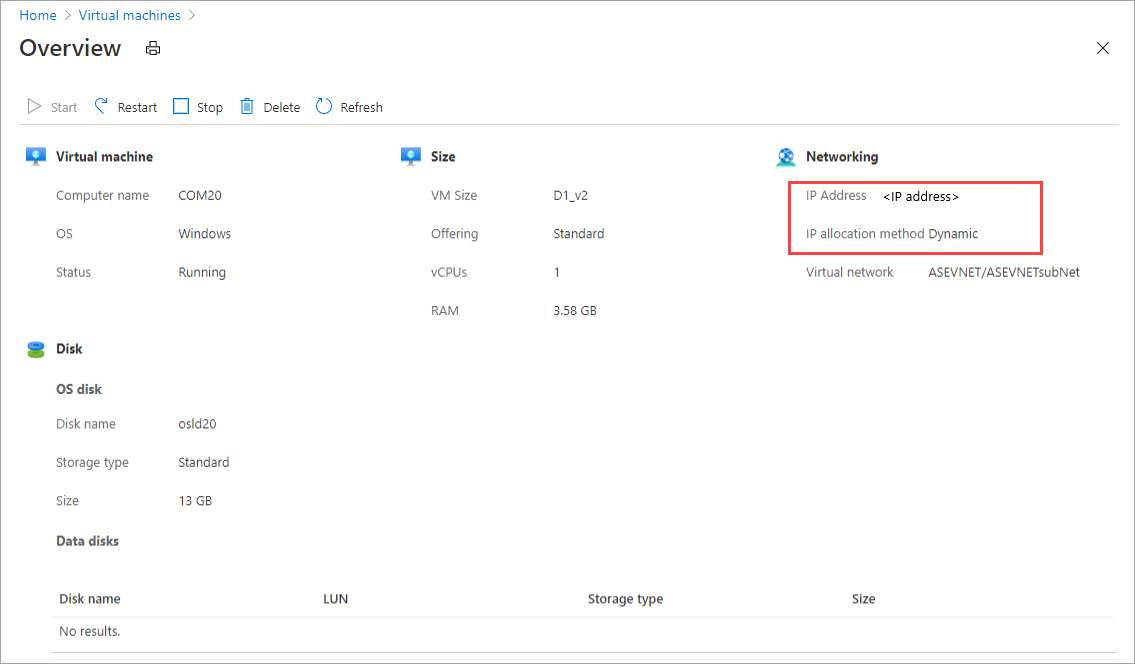 Home > Virtual machines >
Overview
Start Restart Stop Delete Refresh
Virtual machine
Computer name COM20
OS Windows
Status Running
Size
VM Size D1_v2
Offering Standard
vCPUs 1
RAM 3.58 GB
Networking
IP Address <IP address>
IP allocation method Dynamic
Virtual network ASEVNET/ASEVNETsubNet
Disk
OS disk
Disk name osld20
Storage type Standard
Size 13 GB
Data disks
Disk name LUN Storage type Size
No results.